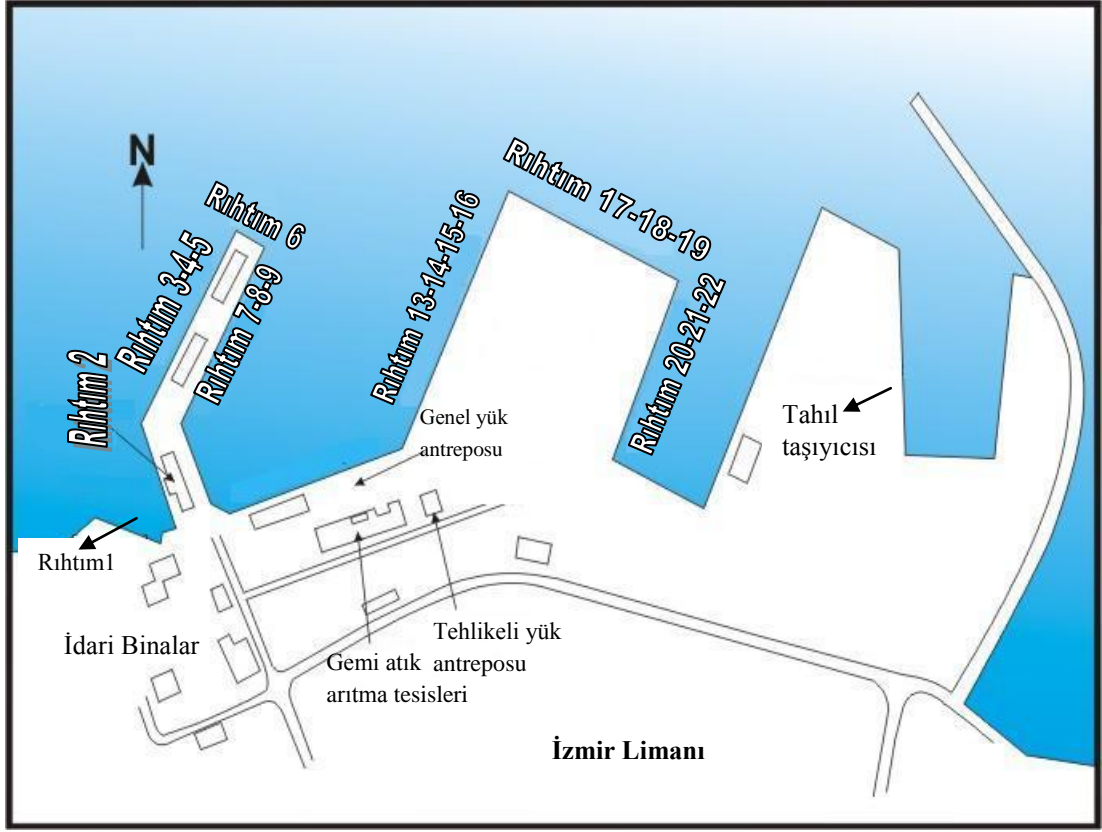 N
Rıhtım 6
Rıhtım 17-18-19
Rıhtım 3-4-5
Rıhtım 7-8-9
Rıhtım 13-14-15-16
Rıhtım 20-21-22
Rıhtım 2
Genel yük
antreposu
Tahıl
taşıyıcısı
Rıhtım1
İdari Binalar
Gemi atık
arıtma tesisleri
Tehlikeli yük
antreposu
İzmir Limanı